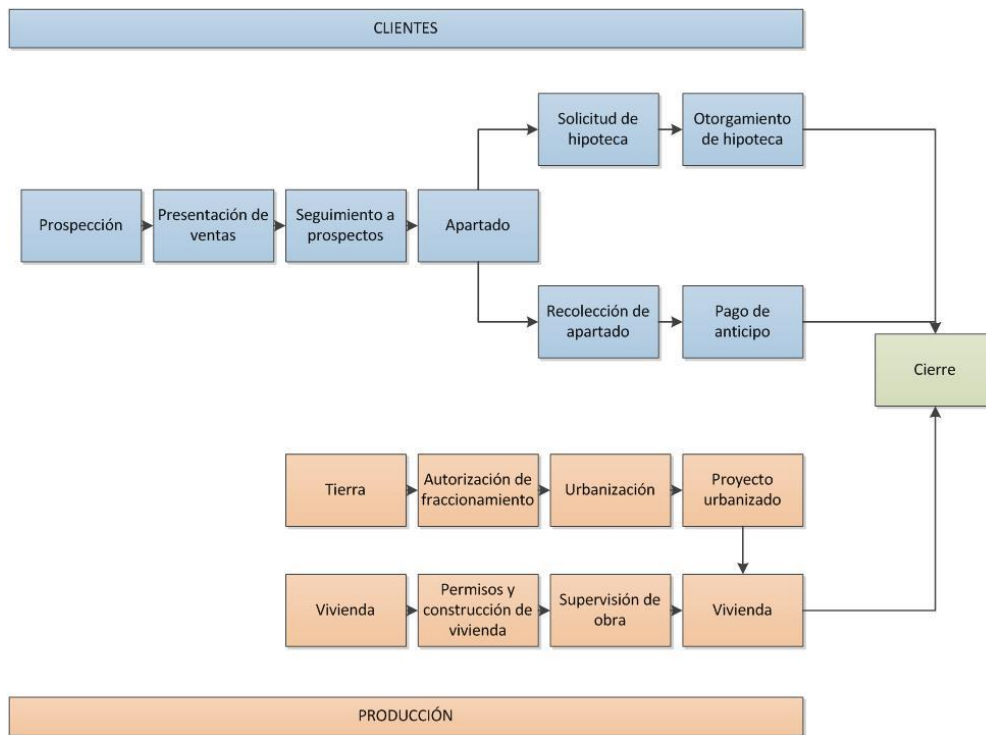 CLIENTES
Solicitud de
hipoteca
Otorgamiento
de hipoteca
Prospección
Presentación de
ventas
Seguimiento a
prospectos
Apartado
Recolección de
apartado
Pago de
anticipo
Cierre
Tierra
Autorización de
fraccionamiento
Urbanización
Proyecto
urbanizado
Vivienda
Permisos y
construcción de
vivienda
Supervisión de
obra
Vivienda
PRODUCCIÓN